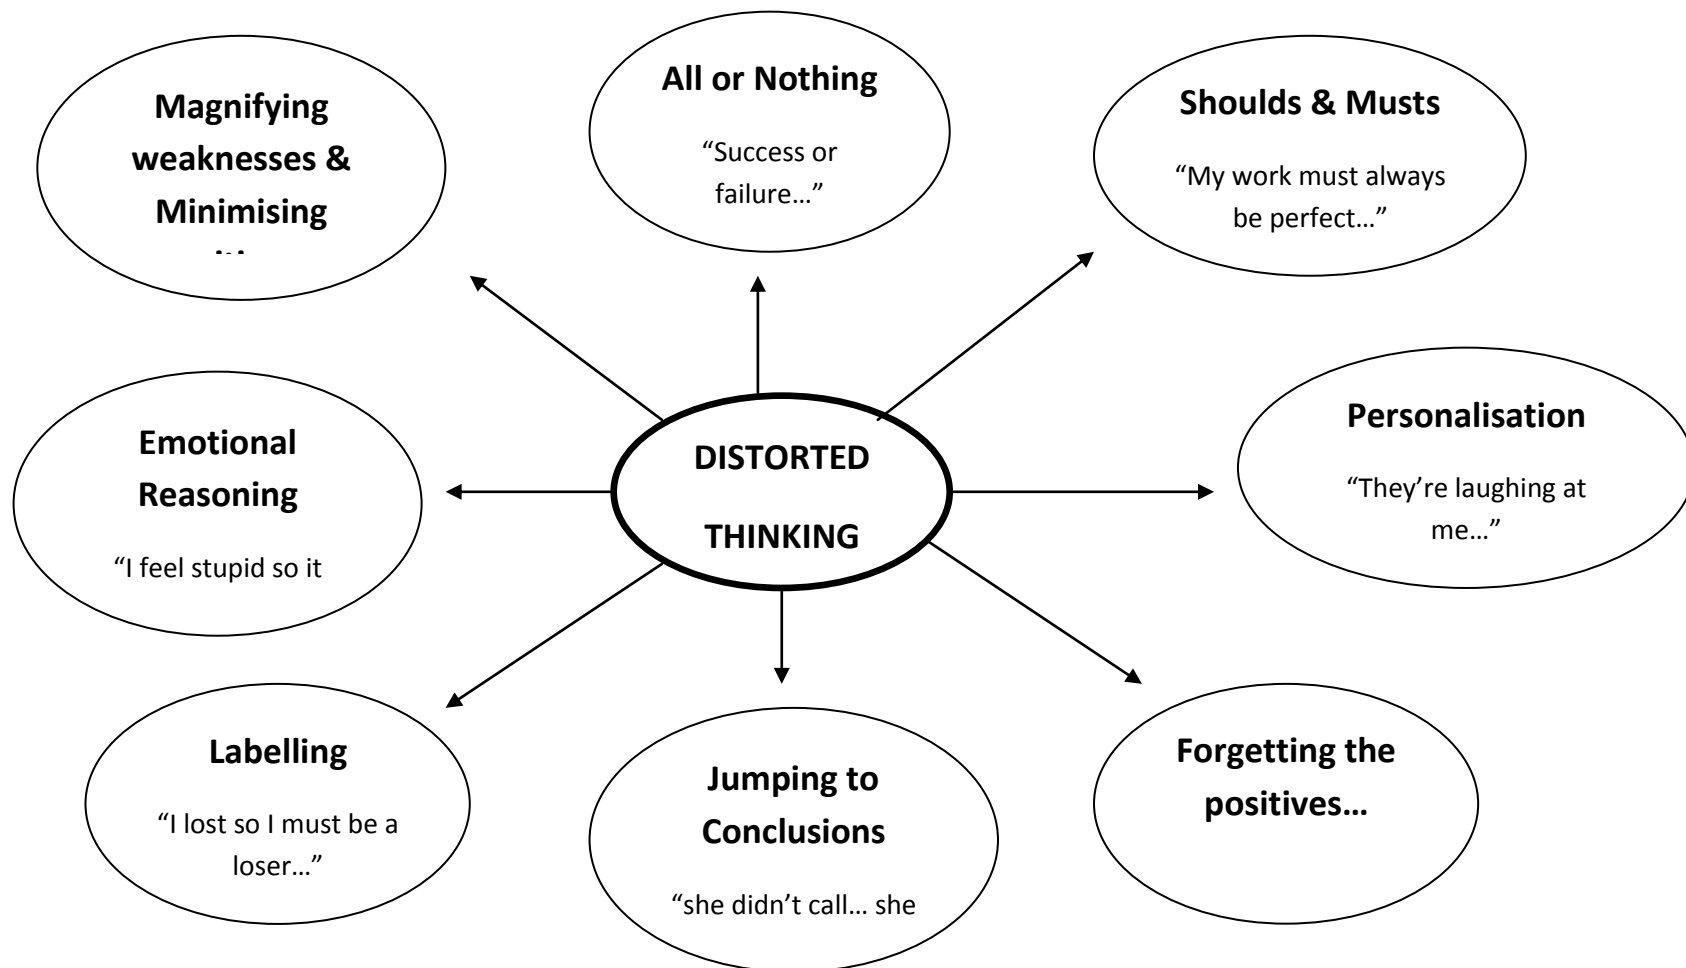 Magnifying
weaknesses &
Minimising
All or Nothing
“Success or
failure…”
Shoulds & Musts
“My work must always
be perfect…”
Emotional
Reasoning
“I feel stupid so it
DISTORTED
THINKING
Personalisation
“They’re laughing at
me…”
Labelling
“I lost so I must be a
loser…”
Jumping to
Conclusions
“she didn’t call… she
Forgetting the
positives…